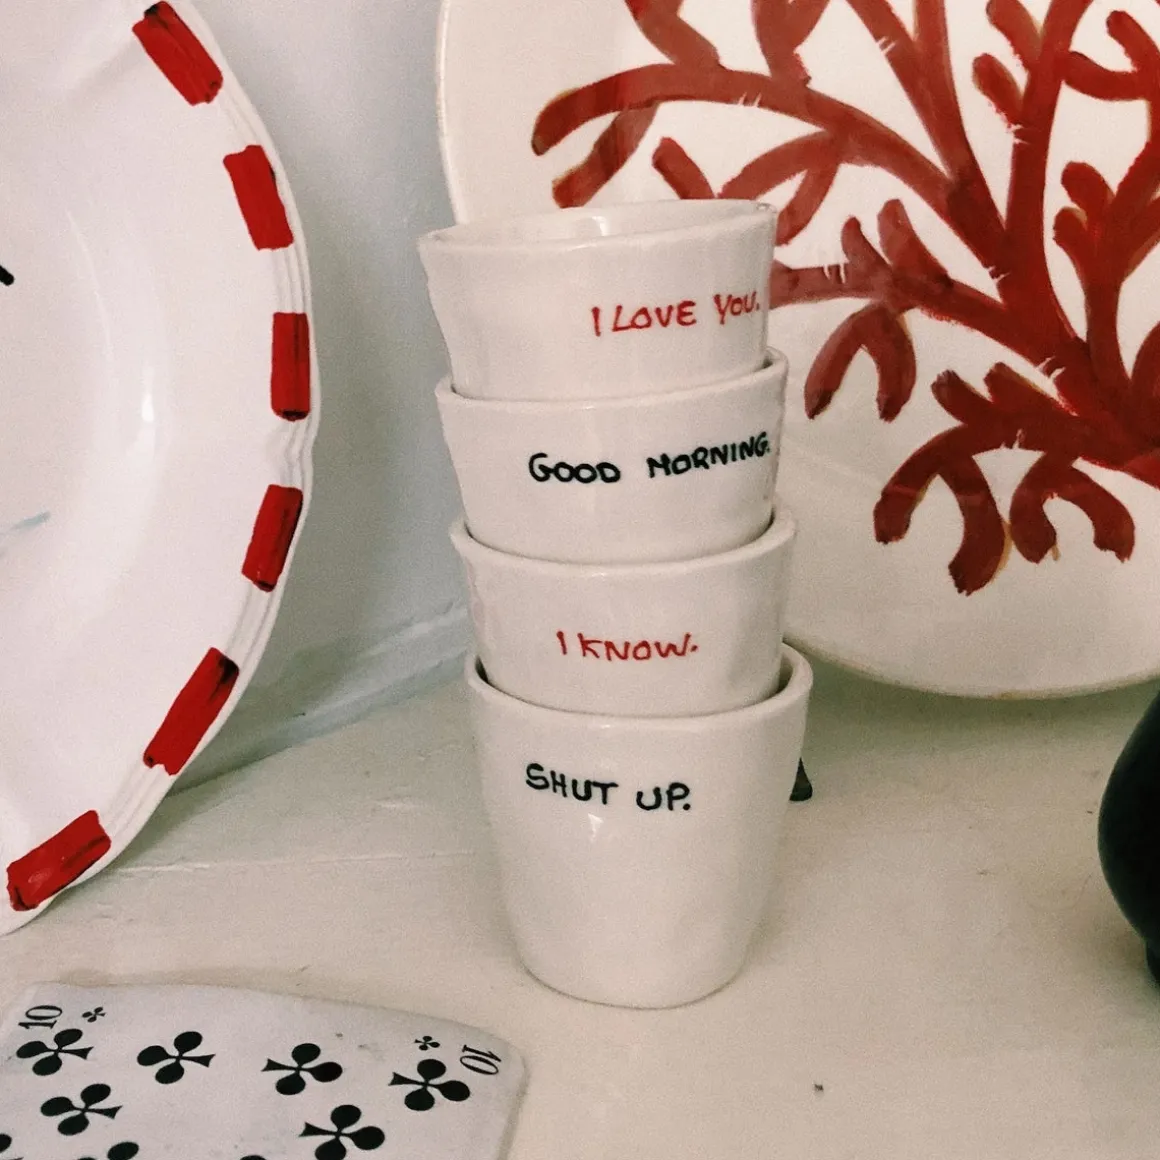 I LOVE YOU.
GOOD MORNING.
I KNOW.
SHUT UP.
10
10